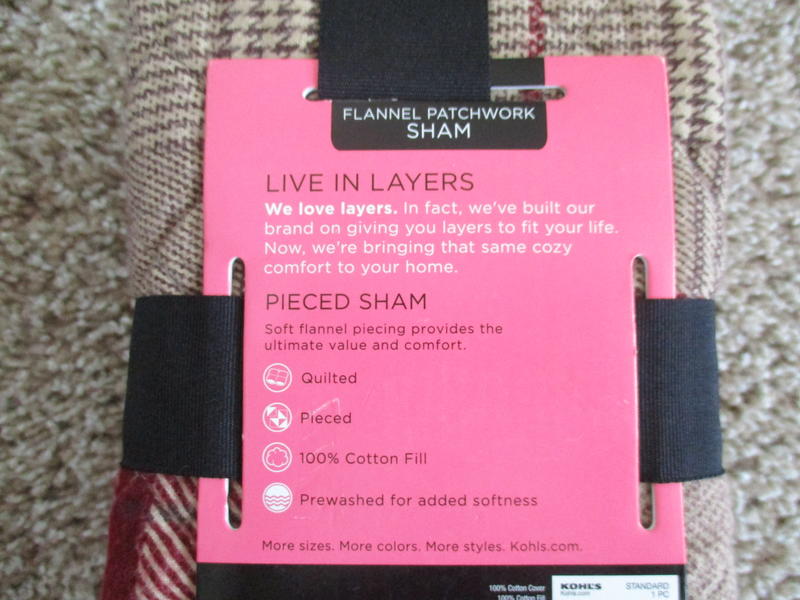 FLANNEL PATCHWORK
SHAM
LIVE IN LAYERS
We love layers. In fact, we've built our
brand on giving you layers to fit your life.
Now, we're bringing that same cozy
comfort to your home.
PIECED SHAM
Soft flannel piecing provides the
ultimate value and comfort.
Quilted
Pieced
100% Cotton Fill
Prewashed for added softness
More sizes. More colors. More styles. Kohls.com.
100% Cotton Cover
100% Cotton Fill
KOHL'S
Kohls.com
STANDARD
1 PC